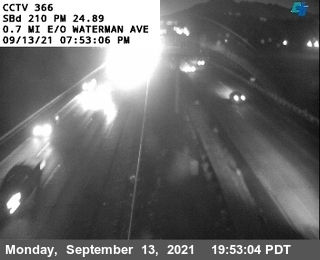 CCTV 366
SBd 210 PM 24.89
0.7 MI E/O WATERMAN AVE
09/13/21 07:53:06 PM
Monday, September 13, 2021 19:53:04 PDT